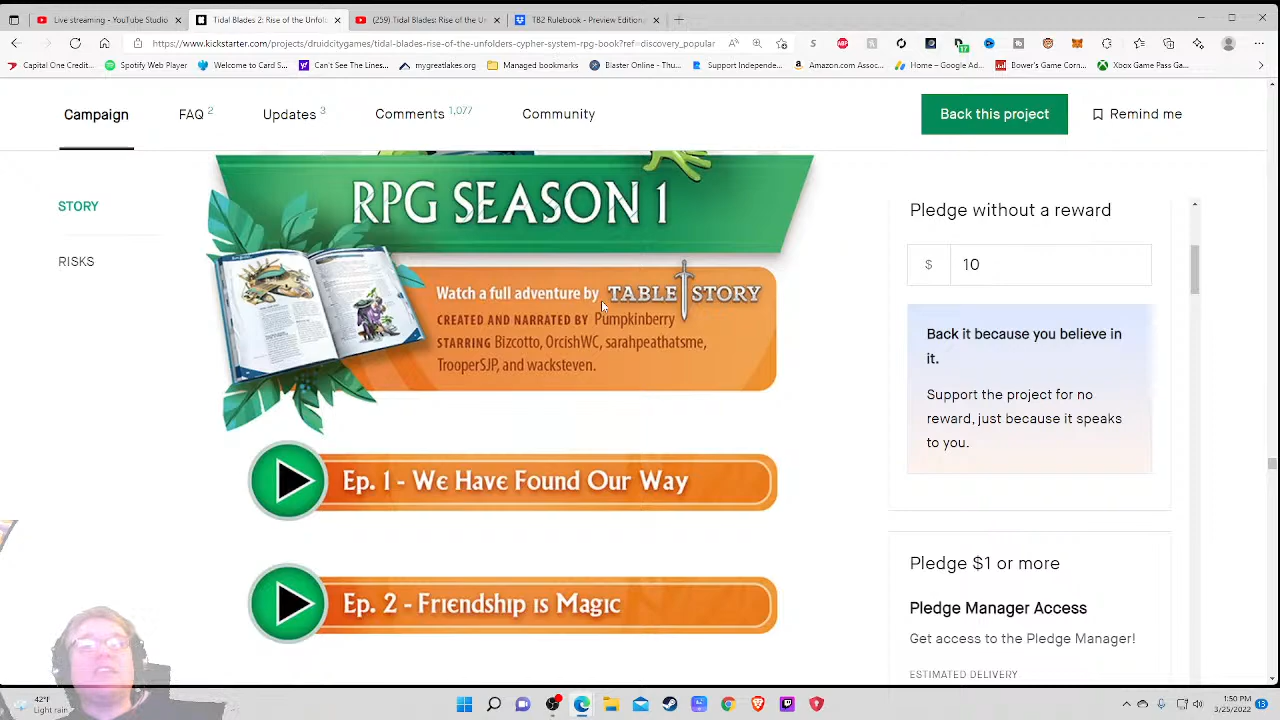 Live streaming - YouTube Studio
Tidal Blades 2: Rise of the Unfol
(259) Tidal Blades 2: Rise of the Un
TB2 Rulebook - Preview Edition
https://www.kickstarter.com/projects/druidcitygames/tidal-blades-rise-of-the-unfolders-cypher-system-rpg-book?ref=discovery_popular
Capital One Credit...
Spotify Web Player
Welcome to Card S...
Can't See The Lines...
mygreatlakes.org
Managed bookmarks
Blaster Online - Thu...
Support Independe...
Amazon.com Assoc...
Home – Google Ad...
Bower's Game Corn...
Xbox Game Pass Ga...
Campaign
FAQ 2
Updates 3
Comments 1,077
Community
Back this project
Remind me
STORY
RISKS
RPG SEASON 1
Watch a full adventure by TABLE STORY
CREATED AND NARRATED BY Pumpkinberry
STARRING Bizcotto, OrcishWC, sarahpeathatsme,
TrooperSJP, and wacksteven.
Ep. 1 - We Have Found Our Way
Ep. 2 - Friendship is Magic
Pledge without a reward
$ 10
Back it because you believe in
it.
Support the project for no
reward, just because it speaks
to you.
Pledge $1 or more
Pledge Manager Access
Get access to the Pledge Manager!
ESTIMATED DELIVERY
42°F
Light rain
1:50 PM
3/25/2022